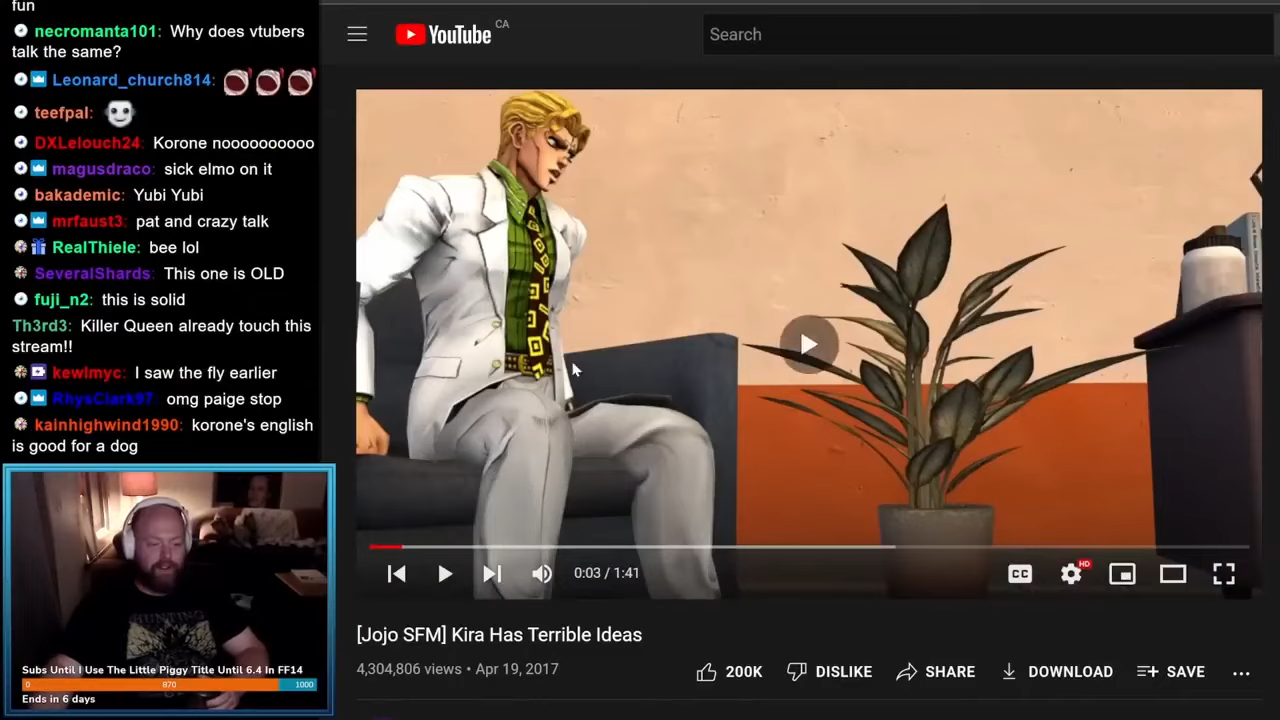 fun
necromanta101: Why does vtubers
talk the same?
Leonard_church814:
teefpal:
DXLelouch24: Korone noooooooooo
magusdraco: sick elmo on it
bakademic: Yubi Yubi
mrfaust3: pat and crazy talk
RealThiele: bee lol
SeveralShards: This one is OLD
fuji_n2: this is solid
Th3rd3: Killer Queen already touch this
stream!!
kewlmyc: I saw the fly earlier
RhysClark97: omg paige stop
kainhighwind1990: korone's english
is good for a dog
HUNTING
Subs Until I Use The Little Piggy Title Until 6.4 In FF14
0 870 1000
Ends in 6 days
YouTube CA
Search
0:03 / 1:41
CC HD
[Jojo SFM] Kira Has Terrible Ideas
4,304,806 views • Apr 19, 2017
200K DISLIKE SHARE DOWNLOAD SAVE ...